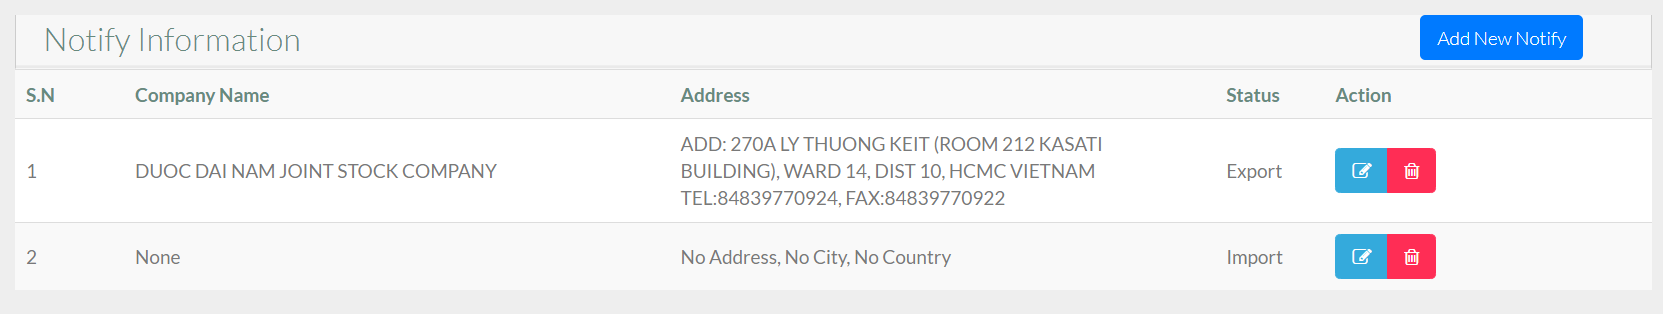 Notify Information
Add New Notify
S.N Company Name Address Status Action
1 DUOC DAI NAM JOINT STOCK COMPANY ADD: 270A LY THUONG KEIT (ROOM 212 KASATI
BUILDING), WARD 14, DIST 10, HCMC VIETNAM
TEL:84839770924, FAX:84839770922 Export
2 None No Address, No City, No Country Import